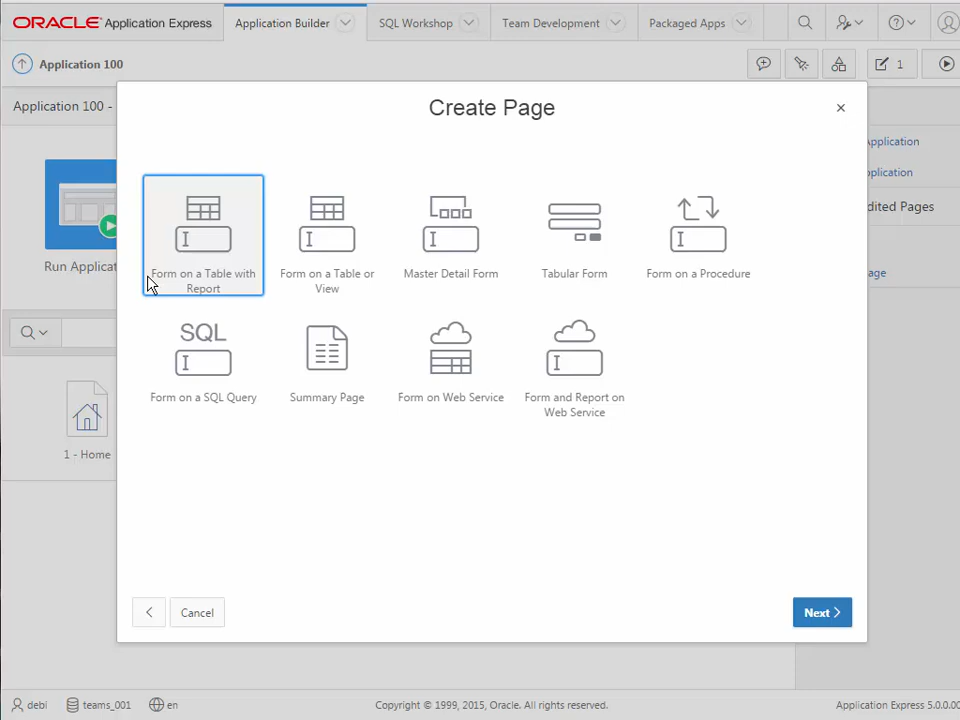 ORACLE Application Express
Application Builder
SQL Workshop
Team Development
Packaged Apps
Application 100
1
Application 100 -
Create Page
pplication
plication
dited Pages
age
Run Applicat
1 - Home
Form on a Table with
Report
Form on a Table or
View
Master Detail Form
Tabular Form
Form on a Procedure
SQL
Form on a SQL Query
Summary Page
Form on Web Service
Form and Report on
Web Service
Cancel
Next
debi
teams_001
en
Copyright © 1999, 2015, Oracle. All rights reserved.
Application Express 5.0.0.00